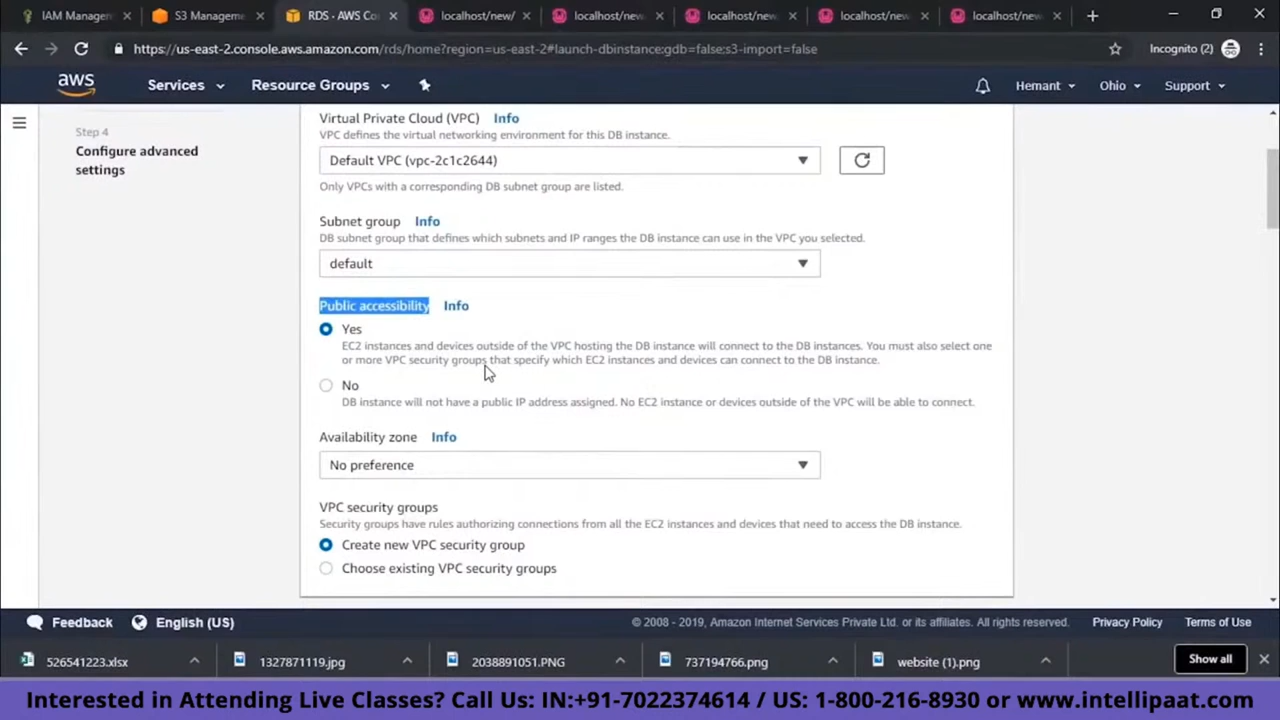 IAM Manag
S3 Managem
RDS · AWS Co
localhost/new/
localhost/new
localhost/new
localhost/new
localhost/new
https://us-east-2.console.aws.amazon.com/rds/home?region=us-east-2#launch-dbinstance:gdb=false;s3-import=false
Incognito (2)
aws
Services
Resource Groups
Hemant
Ohio
Support
Step 4
Configure advanced
settings
Virtual Private Cloud (VPC) Info
VPC defines the virtual networking environment for this DB instance.
Default VPC (vpc-2c1c2644)
Only VPCs with a corresponding DB subnet group are listed.
Subnet group Info
DB subnet group that defines which subnets and IP ranges the DB instance can use in the VPC you selected.
default
Public accessibility Info
Yes
EC2 instances and devices outside of the VPC hosting the DB instance will connect to the DB instances. You must also select one
or more VPC security groups that specify which EC2 instances and devices can connect to the DB instance.
No
DB instance will not have a public IP address assigned. No EC2 instance or devices outside of the VPC will be able to connect.
Availability zone Info
No preference
VPC security groups
Security groups have rules authorizing connections from all the EC2 instances and devices that need to access the DB instance.
Create new VPC security group
Choose existing VPC security groups
Feedback
English (US)
© 2008 - 2019, Amazon Internet Services Private Ltd. or its affiliates. All rights reserved.
Privacy Policy
Terms of Use
526541223.xlsx
1327871119.jpg
2038891051.PNG
737194766.png
website (1).png
Show all
Interested in Attending Live Classes? Call Us: IN:+91-7022374614 / US: 1-800-216-8930 or www.intellipaat.com